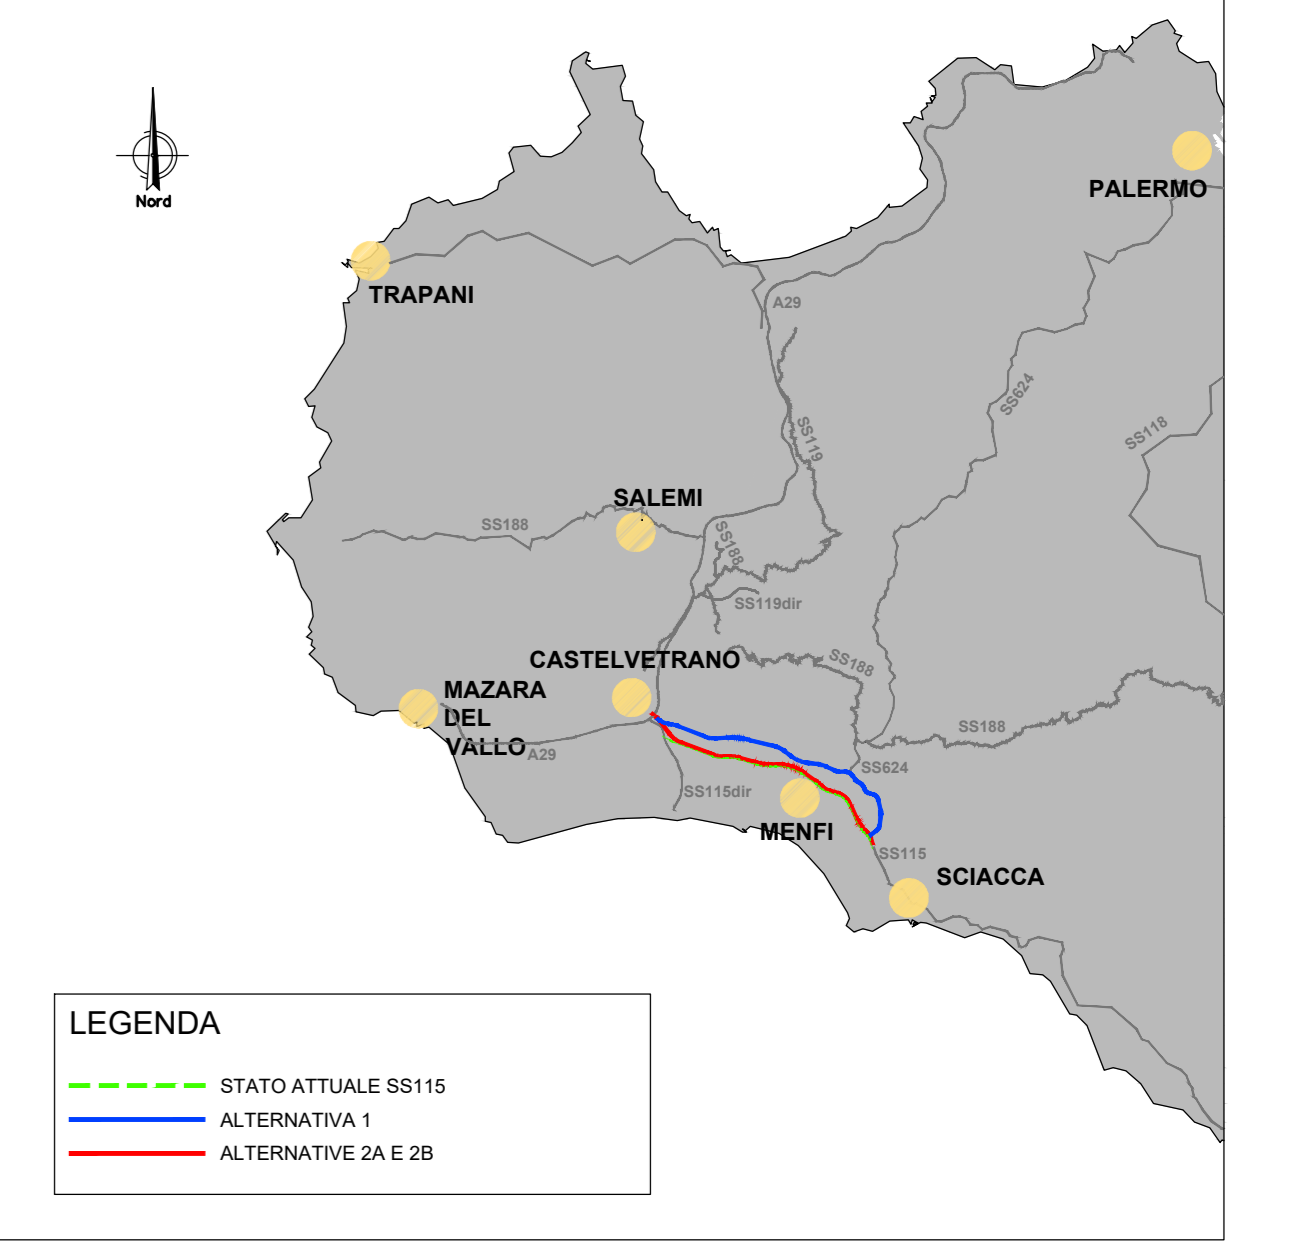 PALERMO
Nord
TRAPANI
A29
SS624
SS119
SS118
SALEMI
SS188
SS188
SS119dir
CASTELVETRANO
SS188
MAZARA
DEL
VALLO
A29
SS188
SS624
SS115dir
MENFI
SS115
SCIACCA
LEGENDA
STATO ATTUALE SS115
ALTERNATIVA 1
ALTERNATIVE 2A E 2B